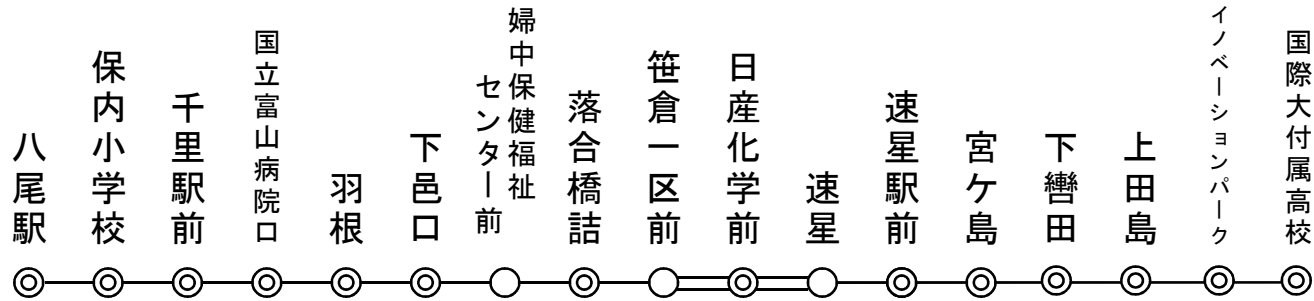 八尾駅
保内小学校
千里駅前
国立富山病院口
羽根
下邑口
婦中保健福祉
センター前
落合橋詰
笹倉一区前
日産化学前
速星
速星駅前
宮ケ島
下轡田
上田島
イノベーションパーク
国際大付属高校